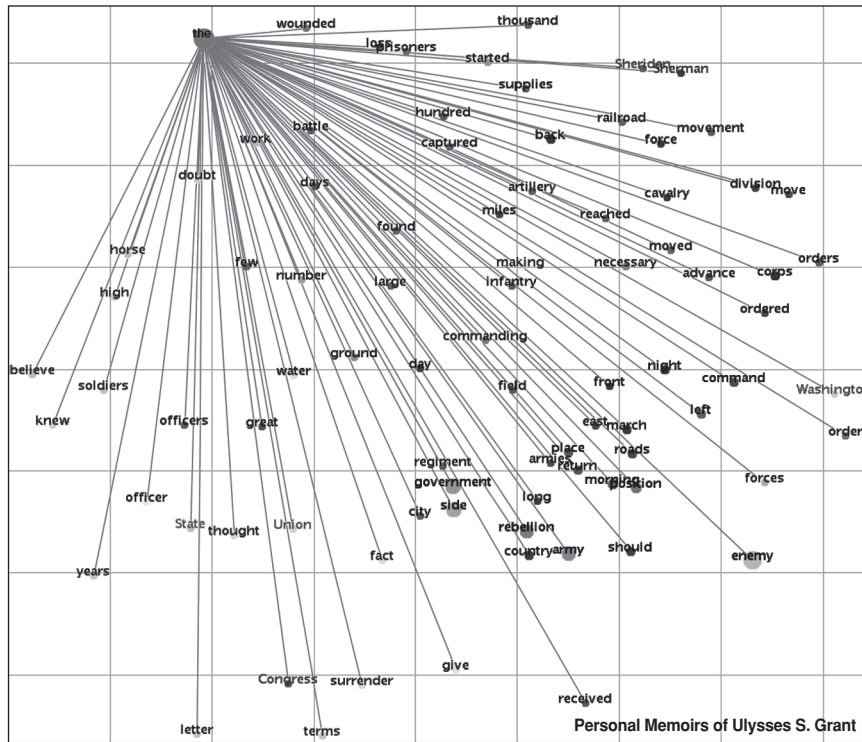 the
wounded
thousand
loss
prisoners
started
Sheridan
Sherman
supplies
hundred
railroad
movement
battle
work
captured
back
force
doubt
days
artillery
cavalry
division
move
miles
reached
found
horse
few
number
large
making
infantry
necessary
moved
advance
corps
orders
high
ordered
commanding
ground
day
believe
soldiers
water
field
front
night
command
Washingto
knew
officers
great
east
march
left
order
regiment
government
armies
place
return
roads
morning
position
forces
officer
State
thought
Union
city
side
long
rebellion
fact
country
army
should
enemy
years
Congress
surrender
give
received
letter
terms
Personal Memoirs of Ulysses S. Grant